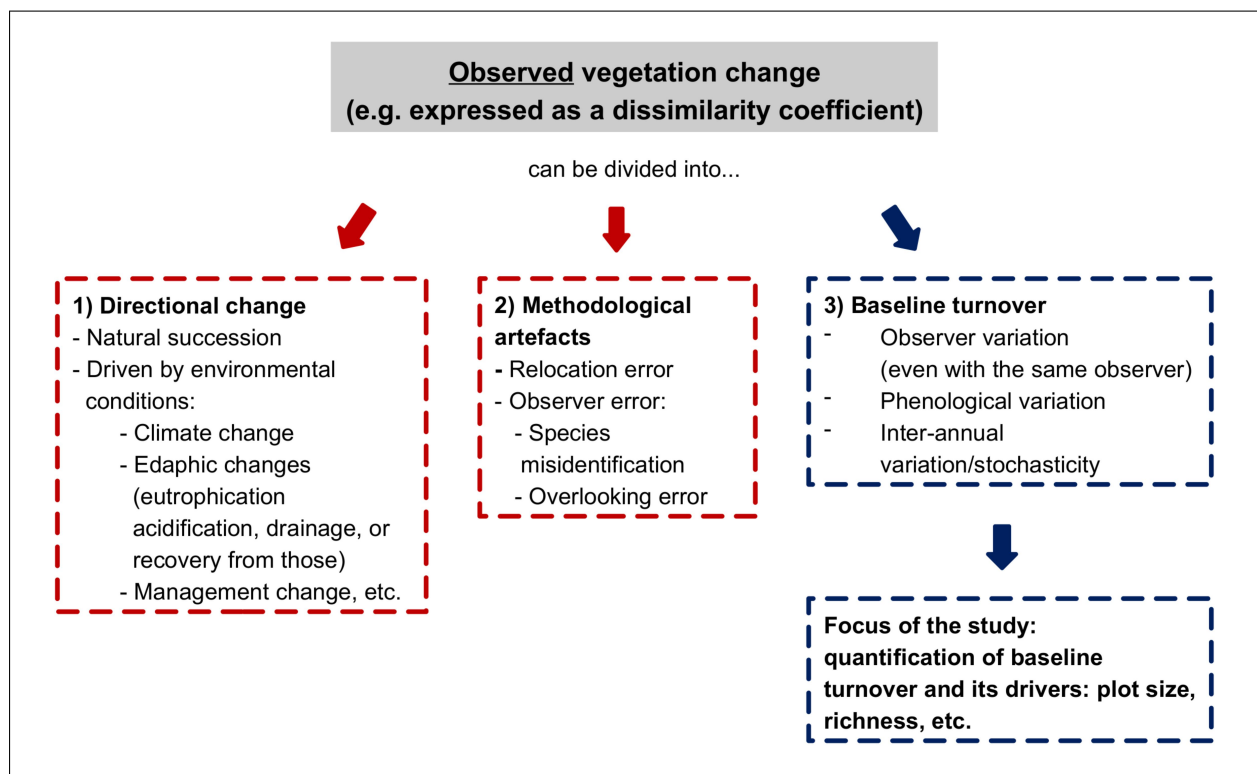 Observed vegetation change
(e.g. expressed as a dissimilarity coefficient)
can be divided into...
1) Directional change
- Natural succession
- Driven by environmental
conditions:
- Climate change
- Edaphic changes
(eutrophication
acidification, drainage, or
recovery from those)
- Management change, etc.
2) Methodological
artefacts
- Relocation error
- Observer error:
- Species
misidentification
- Overlooking error
3) Baseline turnover
- Observer variation
(even with the same observer)
- Phenological variation
- Inter-annual
variation/stochasticity
Focus of the study:
quantification of baseline
turnover and its drivers: plot size,
richness, etc.